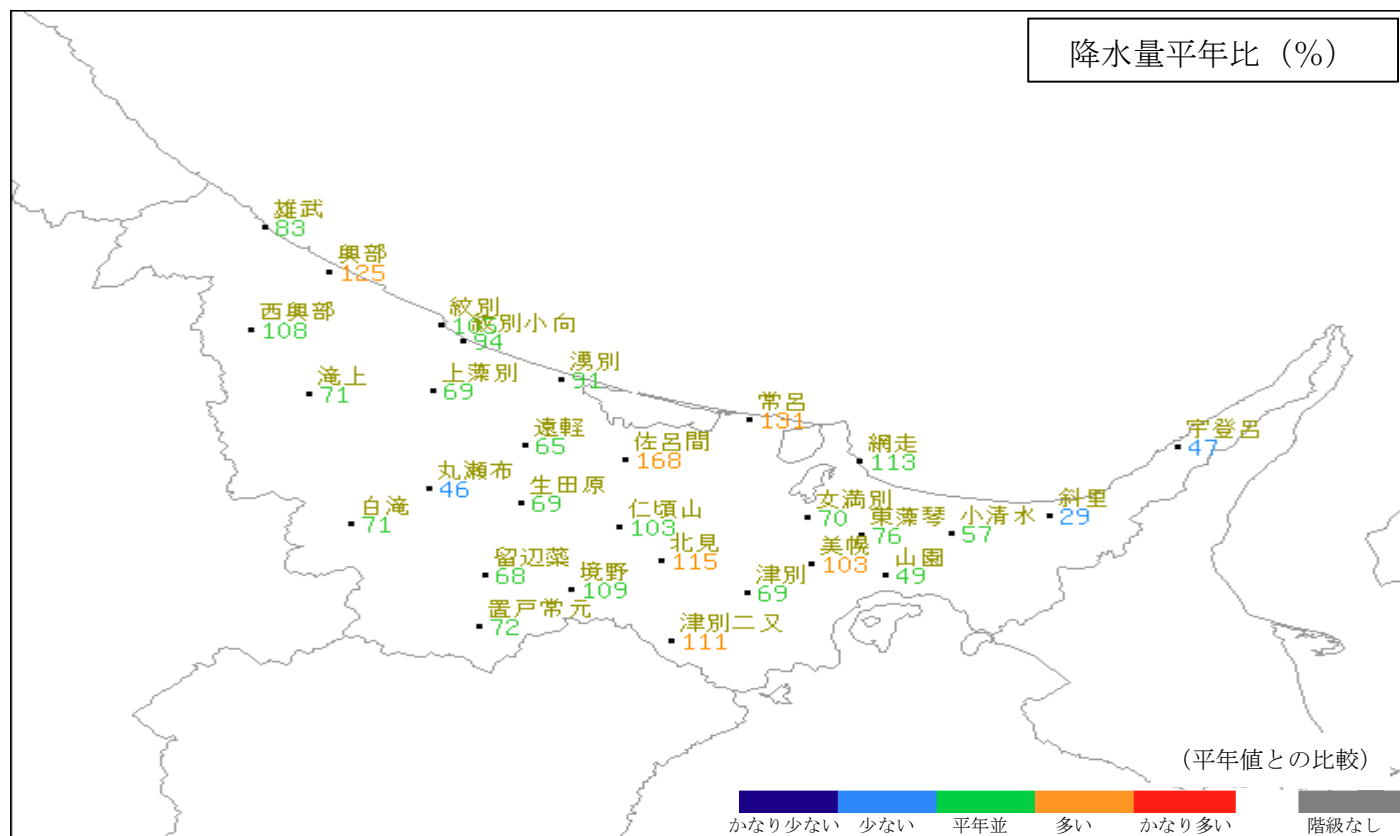 降水量平年比（%）
雄武
83
興部
125
西興部
108
紋別
105
紋別小向
94
湧別
91
滝上
71
上藻別
69
常呂
131
遠軽
65
佐呂間
168
網走
113
宇登呂
47
丸瀬布
46
生田原
69
白滝
71
仁頃山
103
女満別
70
東藻琴
76
小清水
57
斜里
29
北見
115
美幌
103
山園
49
留辺蘂
68
境野
109
津別
69
置戸常元
72
津別二又
111
（平年値との比較）
かなり少ない 少ない 平年並 多い かなり多い 階級なし